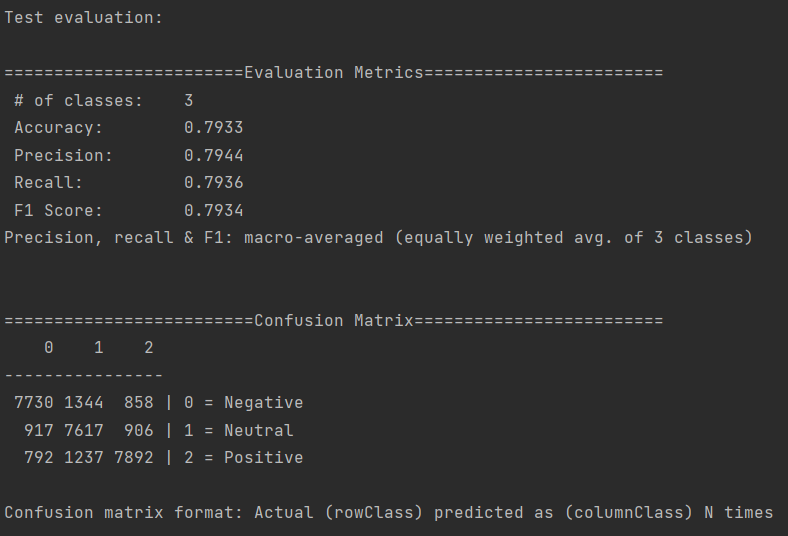 Test evaluation:
========================Evaluation Metrics========================
# of classes:    3
Accuracy:        0.7933
Precision:       0.7944
Recall:          0.7936
F1 Score:        0.7934
Precision, recall & F1: macro-averaged (equally weighted avg. of 3 classes)
=========================Confusion Matrix=========================
    0    1    2
----------------
 7730 1344  858 | 0 = Negative
  917 7617  906 | 1 = Neutral
  792 1237 7892 | 2 = Positive
Confusion matrix format: Actual (rowClass) predicted as (columnClass) N times